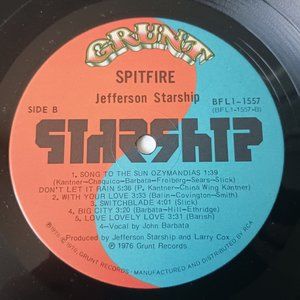 GRUNT
SPITFIRE
Jefferson Starship
SIDE B
BFL1-1557
(BFL1-1557-B)
STARSHIP
1. SONG TO THE SUN OZYMANDIAS 1:39
(Kantner-Chaquico-Barbata-Freiberg-Sears-Slick)
DON'T LET IT RAIN 5:36 (P. Kantner-China Wing Kantner)
2. WITH YOUR LOVE 3:33 (Balin-Covington-Smith)
3. SWITCHBLADE 4:01 (Slick)
4. BIG CITY 3:20 (Barbata-Hill-Ethridge)
5. LOVE LOVELY LOVE 3:31 (Barish)
4-Vocal by John Barbata
Produced by Jefferson Starship and Larry Cox
℗ 1976 Grunt Records
© 1976, GRUNT RECORDS · MANUFACTURED AND DISTRIBUTED BY RCA